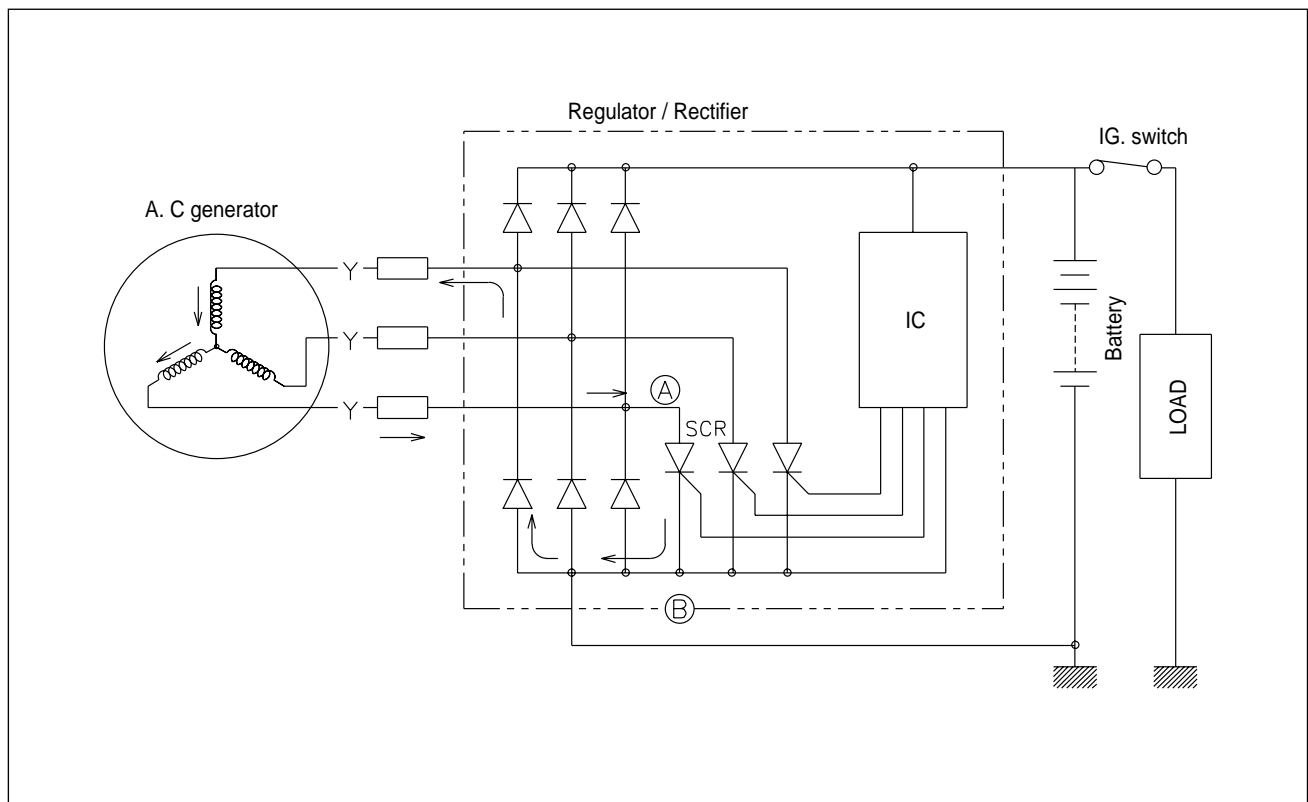 Regulator / Rectifier
IG. switch
A. C generator
IC
Battery
LOAD
A
SCR
B